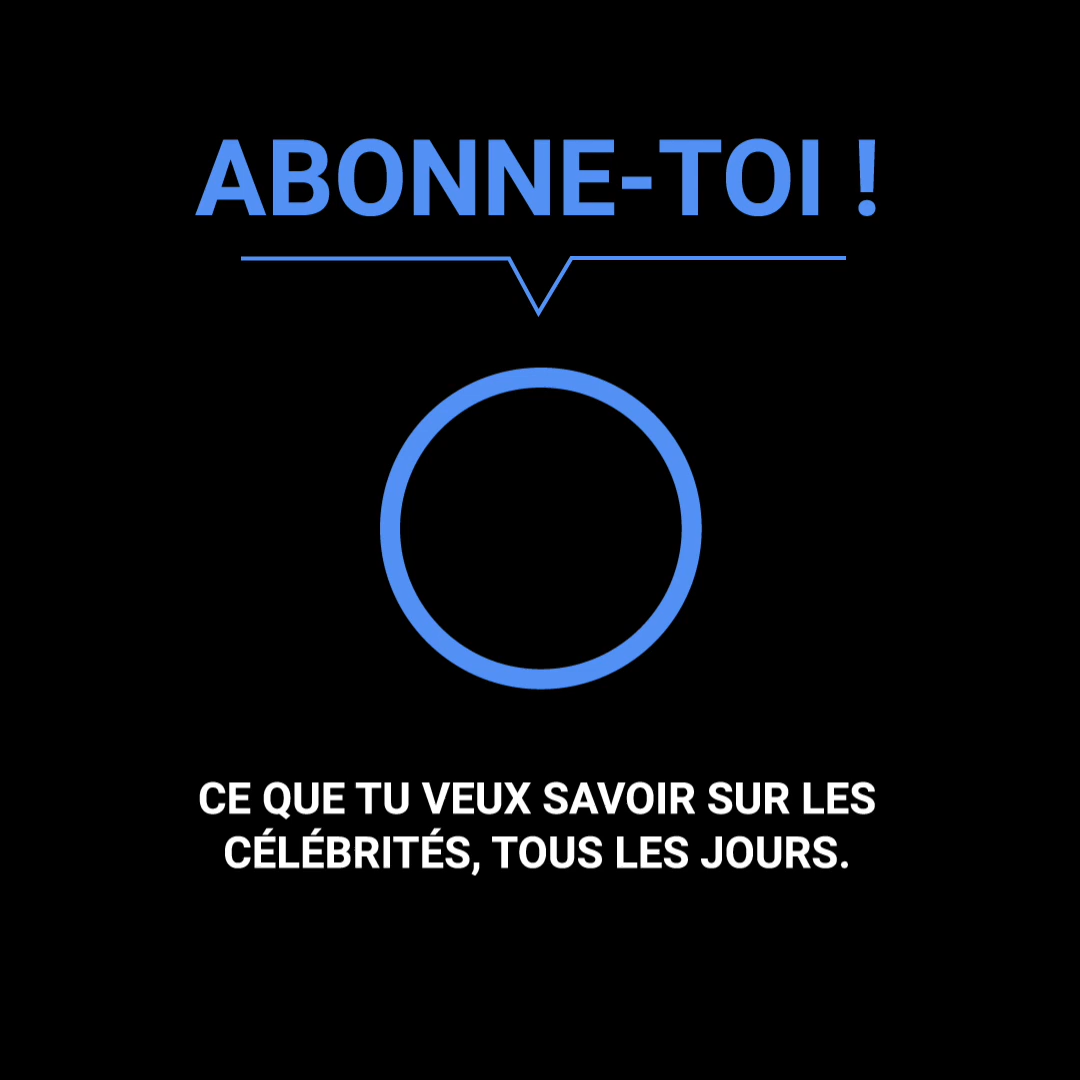 ABONNE-TOI !
CE QUE TU VEUX SAVOIR SUR LES
CÉLÉBRITÉS, TOUS LES JOURS.